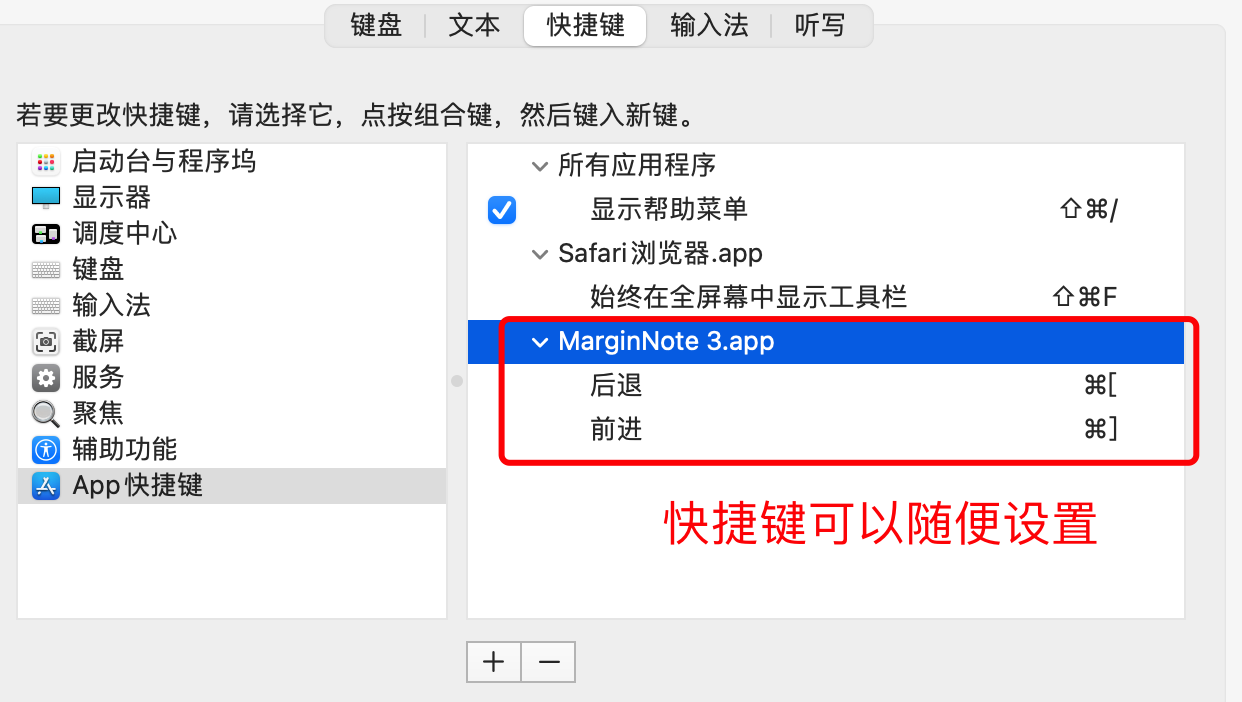 键盘 文本 快捷键 输入法 听写
若要更改快捷键，请选择它，点按组合键，然后键入新键。
启动台与程序坞
显示器
调度中心
键盘
输入法
截屏
服务
聚焦
辅助功能
App快捷键
所有应用程序
显示帮助菜单 ⇧⌘/
Safari浏览器.app
始终在全屏幕中显示工具栏 ⇧⌘F
MarginNote 3.app
后退 ⌘[
前进 ⌘]
快捷键可以随便设置